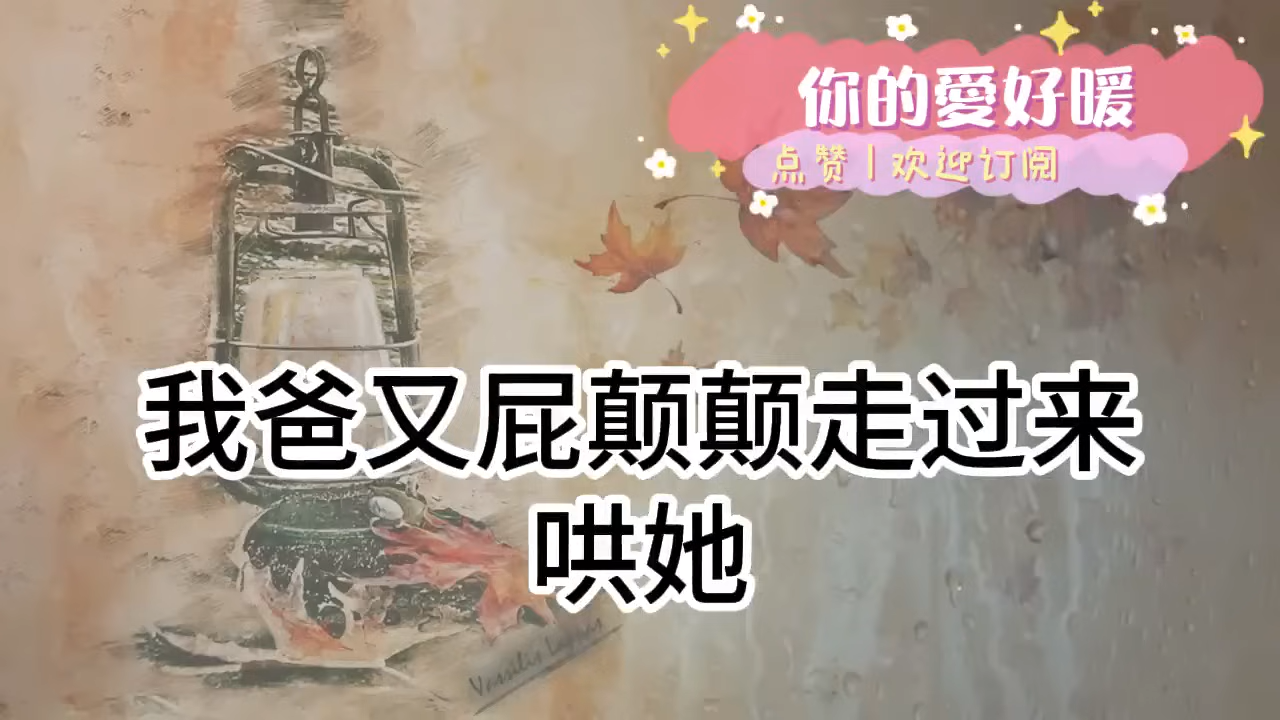 你的愛好暖
点赞 | 欢迎订阅
我爸又屁颠颠走过来
哄她